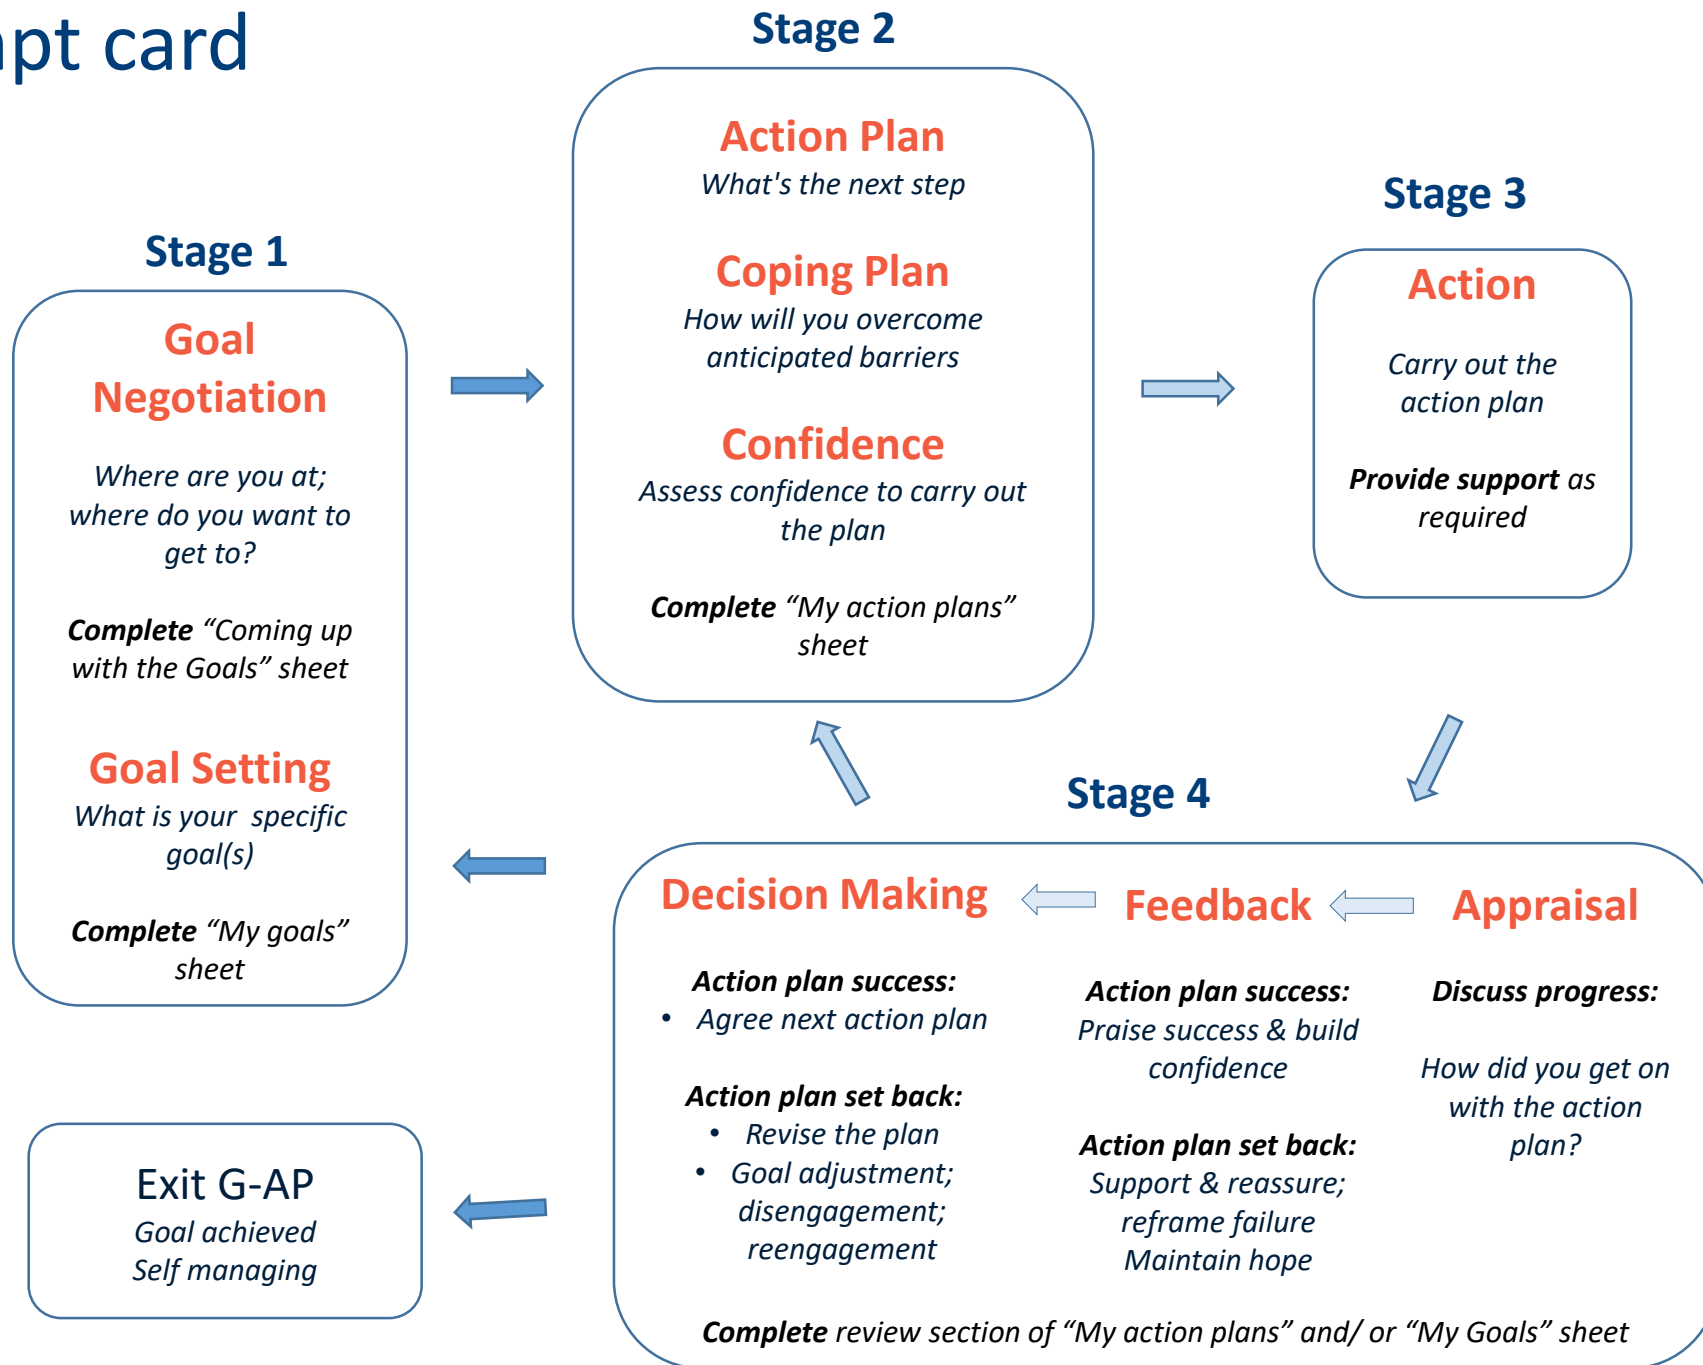 pt card
Stage 1
Goal
Negotiation
Where are you at;
where do you want to
get to?
Complete “Coming up
with the Goals” sheet
Goal Setting
What is your specific
goal(s)
Complete “My goals”
sheet
Stage 2
Action Plan
What's the next step
Coping Plan
How will you overcome
anticipated barriers
Confidence
Assess confidence to carry out
the plan
Complete “My action plans”
sheet
Stage 3
Action
Carry out the
action plan
Provide support as
required
Stage 4
Appraisal
Discuss progress:
How did you get on
with the action
plan?
Feedback
Action plan success:
Praise success & build
confidence
Action plan set back:
Support & reassure;
reframe failure
Maintain hope
Decision Making
Action plan success:
• Agree next action plan
Action plan set back:
• Revise the plan
• Goal adjustment;
disengagement;
reengagement
Complete review section of “My action plans” and/ or “My Goals” sheet
Exit G-AP
Goal achieved
Self managing